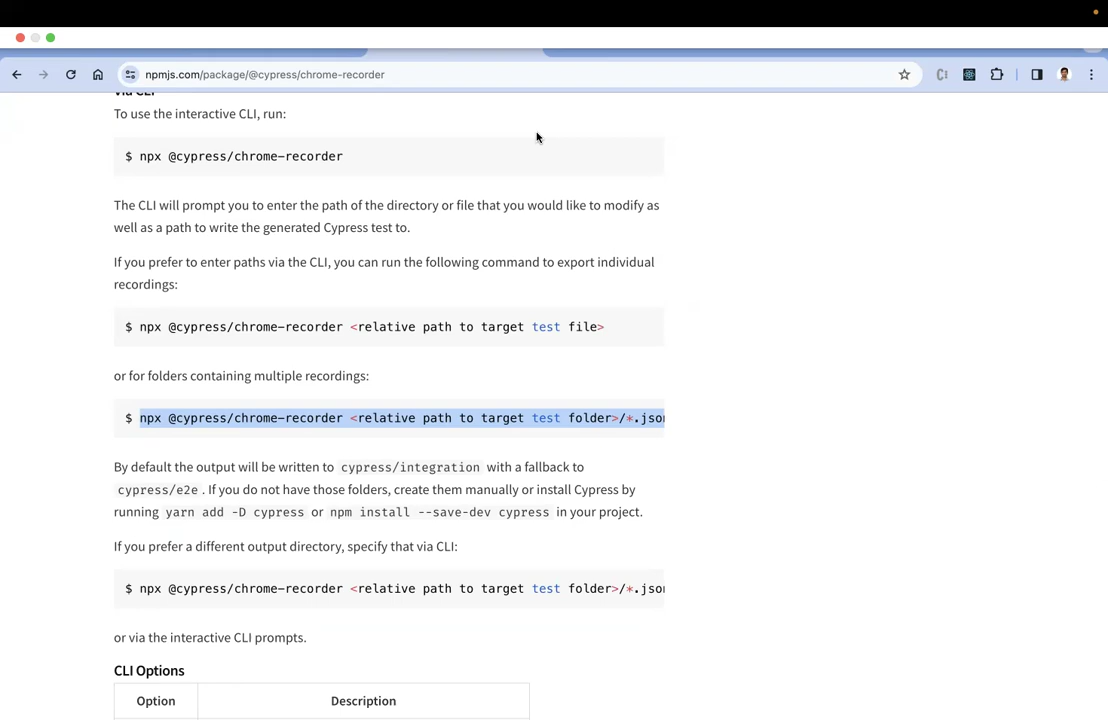 npmjs.com/package/@cypress/chrome-recorder
Via CLI
To use the interactive CLI, run:
$ npx @cypress/chrome-recorder
The CLI will prompt you to enter the path of the directory or file that you would like to modify as
well as a path to write the generated Cypress test to.
If you prefer to enter paths via the CLI, you can run the following command to export individual
recordings:
$ npx @cypress/chrome-recorder <relative path to target test file>
or for folders containing multiple recordings:
$ npx @cypress/chrome-recorder <relative path to target test folder>/*.json
By default the output will be written to cypress/integration with a fallback to
cypress/e2e. If you do not have those folders, create them manually or install Cypress by
running yarn add -D cypress or npm install --save-dev cypress in your project.
If you prefer a different output directory, specify that via CLI:
$ npx @cypress/chrome-recorder <relative path to target test folder>/*.json
or via the interactive CLI prompts.
CLI Options
Option Description